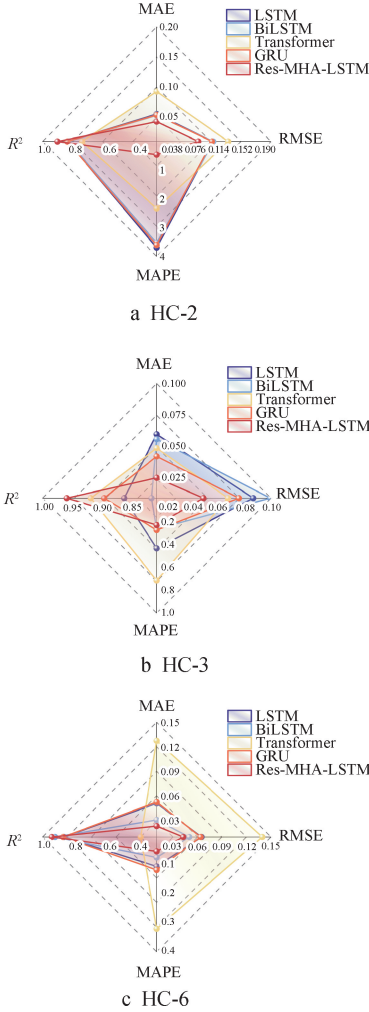 MAE
0.20
LSTM
BiLSTM
Transformer
GRU
Res-MHA-LSTM
0.15
0.10
0.05
R² 1.0 0.8 0.6 0.4 0.038 0.076 0.114 0.152 0.190 RMSE
1
2
3
4
MAPE
a HC-2
MAE
0.100
LSTM
BiLSTM
Transformer
GRU
Res-MHA-LSTM
0.075
0.050
0.025
R² 1.00 0.95 0.90 0.85 0.02 0.04 0.06 0.08 0.10 RMSE
0.2
0.4
0.6
0.8
1.0
MAPE
b HC-3
MAE
0.15
LSTM
BiLSTM
Transformer
GRU
Res-MHA-LSTM
0.12
0.09
0.06
0.03
R² 1.0 0.8 0.6 0.4 0.03 0.06 0.09 0.12 0.15 RMSE
0.1
0.2
0.3
0.4
MAPE
c HC-6